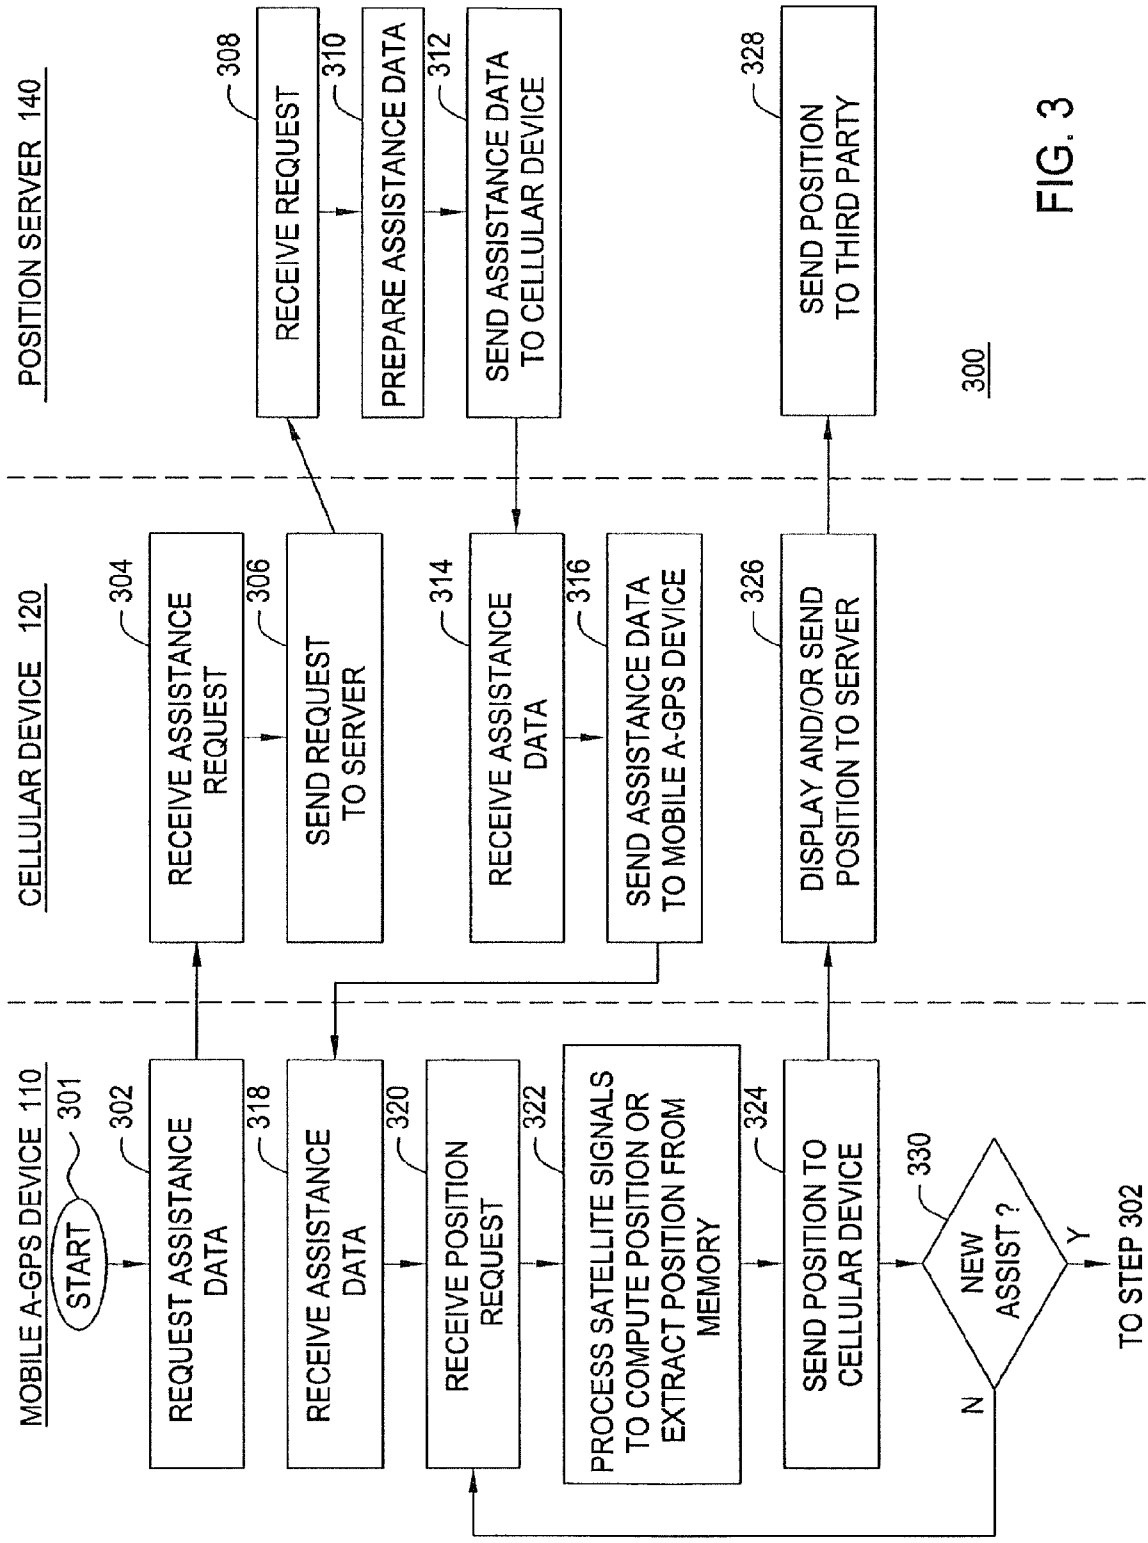 MOBILE A-GPS DEVICE 110
START
301
302
REQUEST ASSISTANCE
DATA
318
RECEIVE ASSISTANCE
DATA
320
RECEIVE POSITION
REQUEST
322
PROCESS SATELLITE SIGNALS
TO COMPUTE POSITION OR
EXTRACT POSITION FROM
MEMORY
324
SEND POSITION TO
CELLULAR DEVICE
330
NEW
ASSIST ?
N
Y
TO STEP 302
CELLULAR DEVICE 120
304
RECEIVE ASSISTANCE
REQUEST
306
SEND REQUEST
TO SERVER
314
RECEIVE ASSISTANCE
DATA
316
SEND ASSISTANCE DATA
TO MOBILE A-GPS DEVICE
326
DISPLAY AND/OR SEND
POSITION TO SERVER
POSITION SERVER 140
308
RECEIVE REQUEST
310
PREPARE ASSISTANCE DATA
312
SEND ASSISTANCE DATA
TO CELLULAR DEVICE
328
SEND POSITION
TO THIRD PARTY
300
FIG. 3